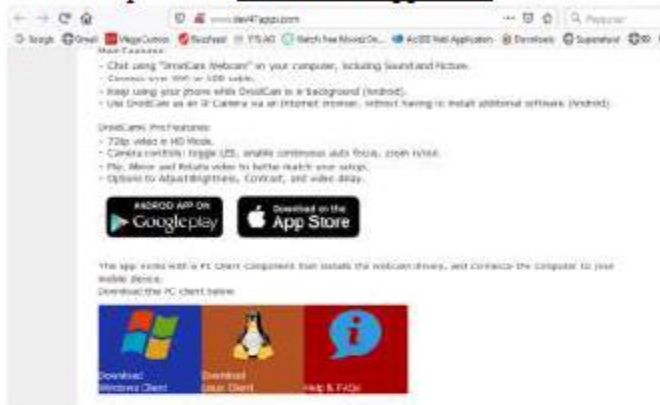 www.dev47apps.com
Main Features:
- Chat using "DroidCam Webcam" on your computer, including Sound and Picture.
- Connect over Wifi or USB cable.
- Keep using your phone while DroidCam is in background (Android).
- Use DroidCam as an IP Camera via an Internet browser, without having to install additional software (Android).
DroidCamX Pro Features:
- 720p video in HD Mode.
- Camera controls: toggle LED, enable continuous auto focus, zoom in/out.
- Flip, Mirror and Rotate video to better match your setup.
- Options to Adjust Brightness, Contrast, and video delay.
ANDROID APP ON
Google play
Download on the
App Store
The app works with a PC Client component that installs the webcam drivers, and connects the computer to your
mobile device.
Download the PC client below
Download
Windows Client
Download
Linux Client
Help & FAQs